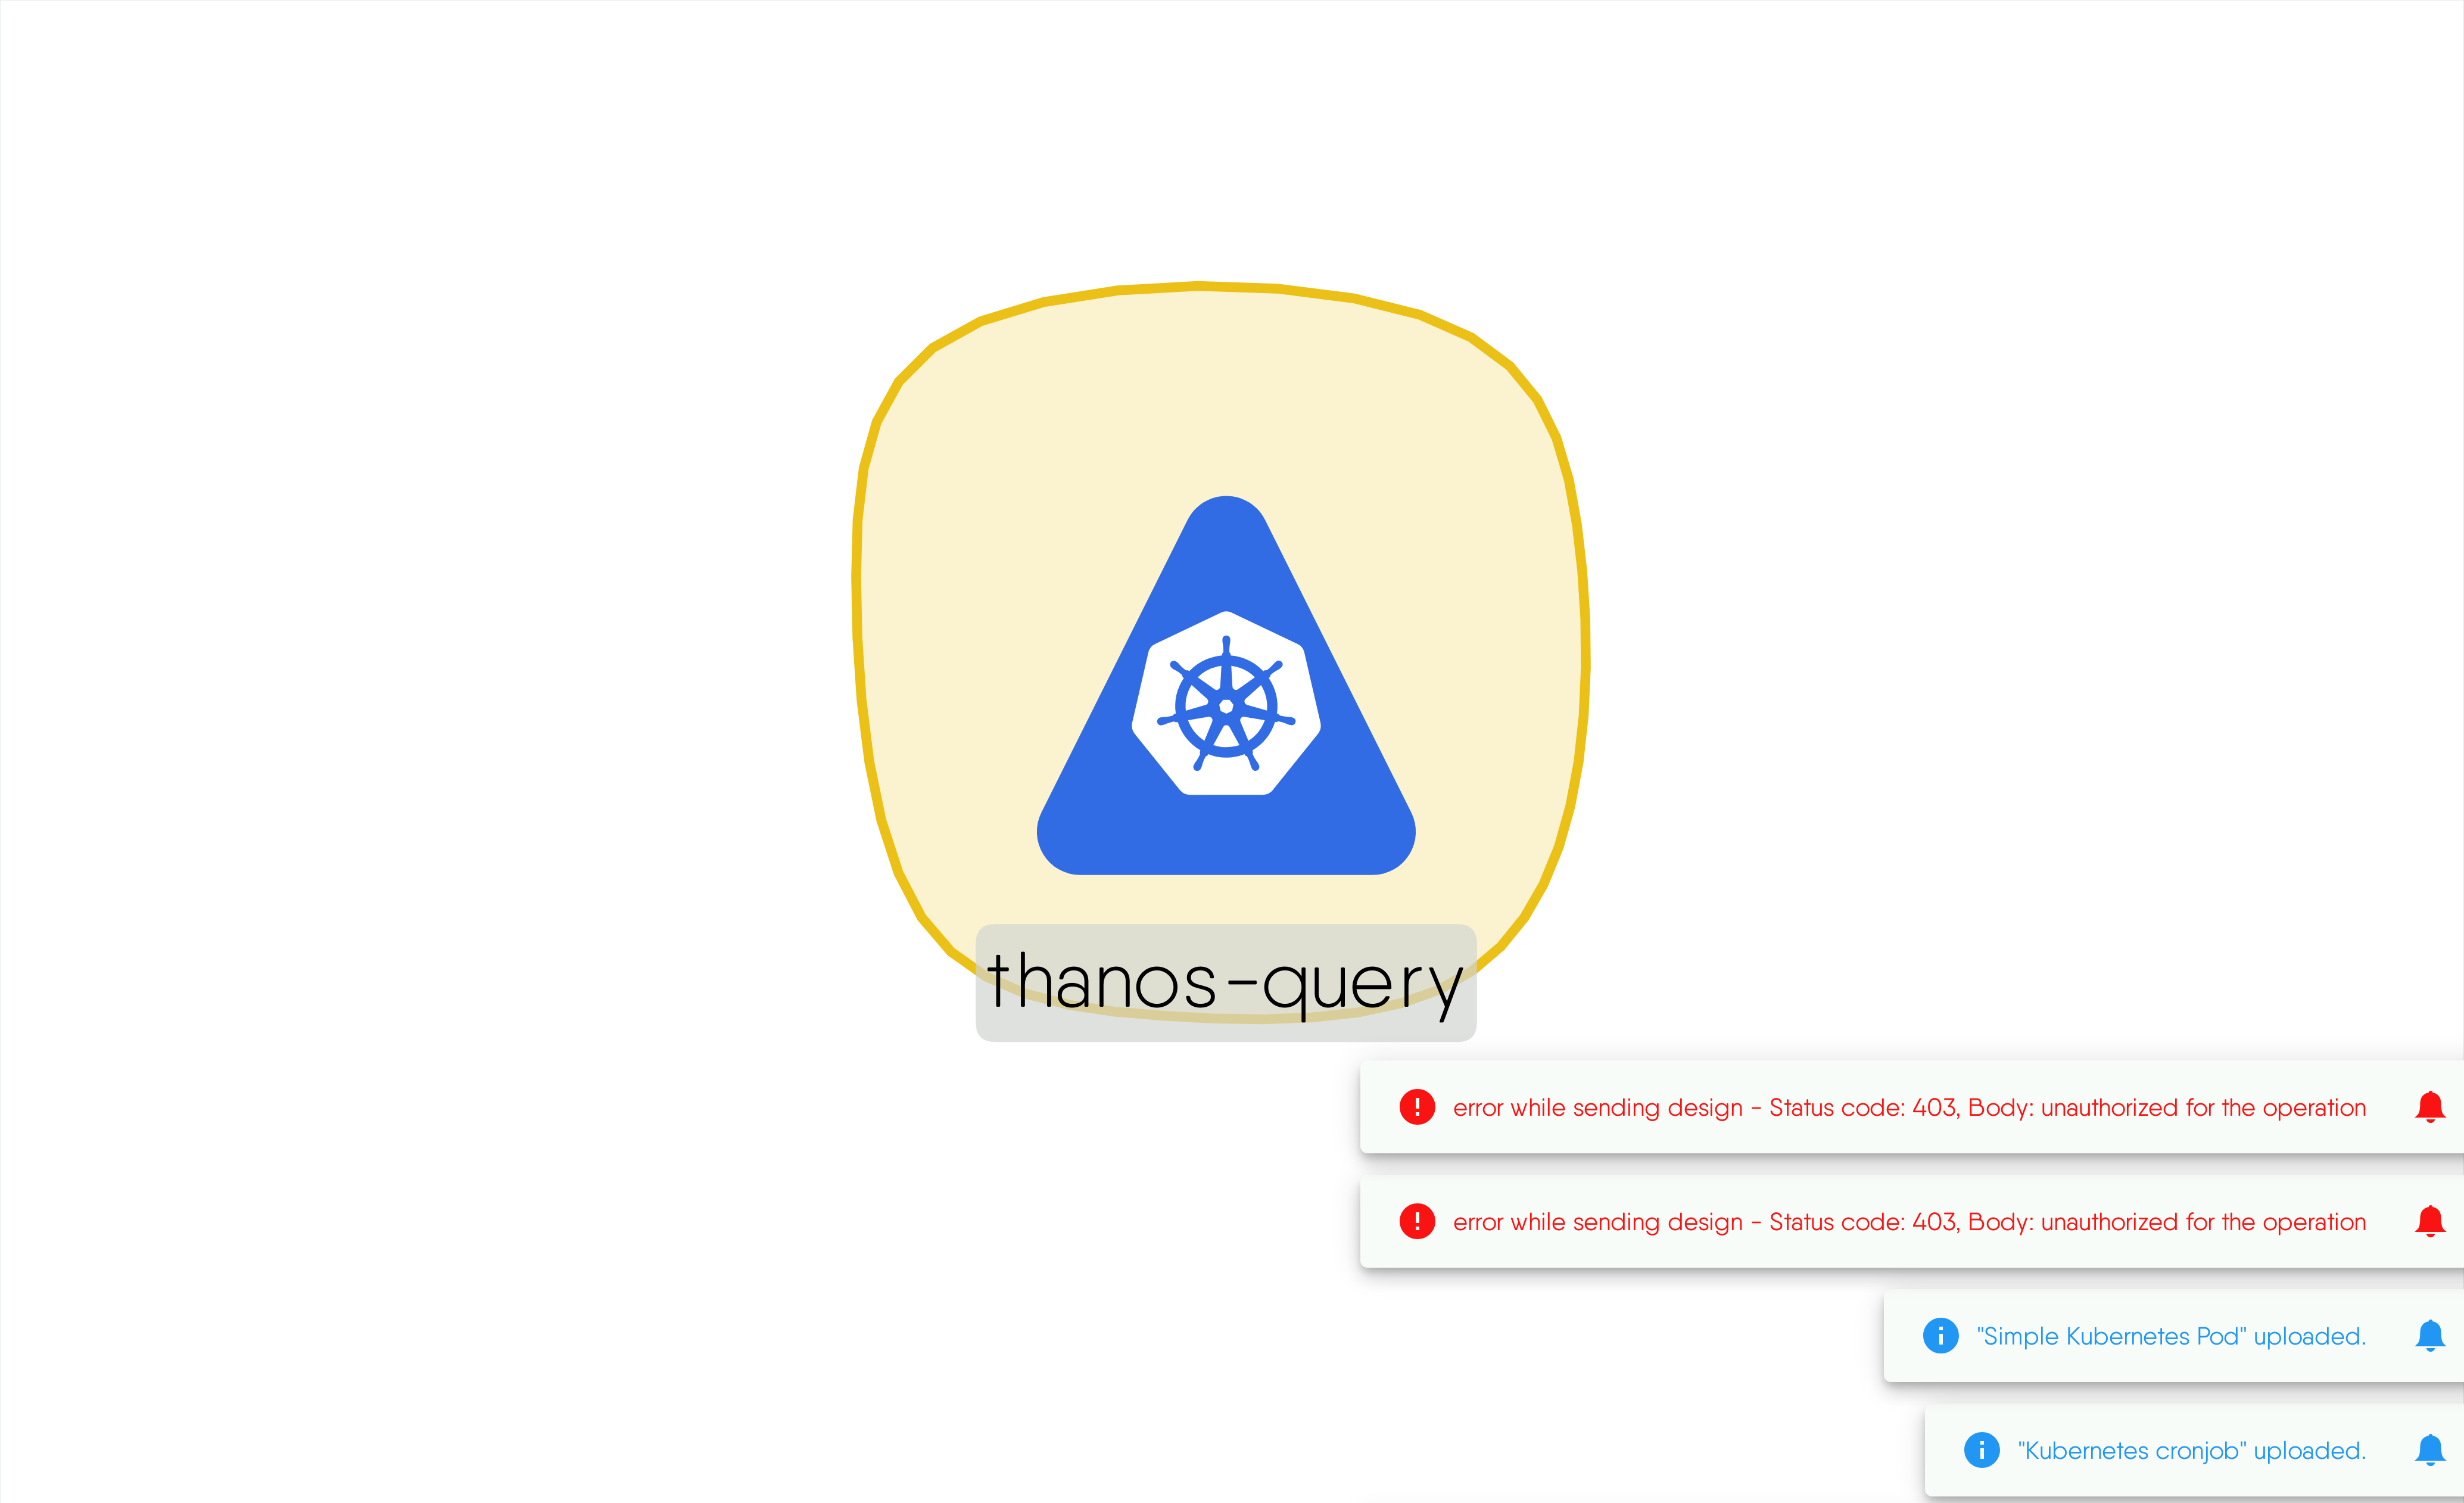 thanos-query
error while sending design - Status code: 403, Body: unauthorized for the operation
error while sending design - Status code: 403, Body: unauthorized for the operation
"Simple Kubernetes Pod" uploaded.
"Kubernetes cronjob" uploaded.